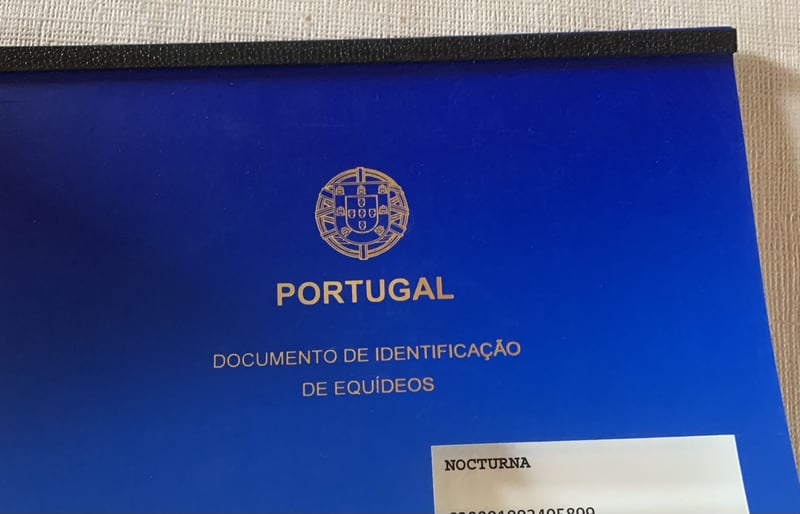 PORTUGAL
DOCUMENTO DE IDENTIFICAÇÃO
DE EQUÍDEOS
NOCTURNA